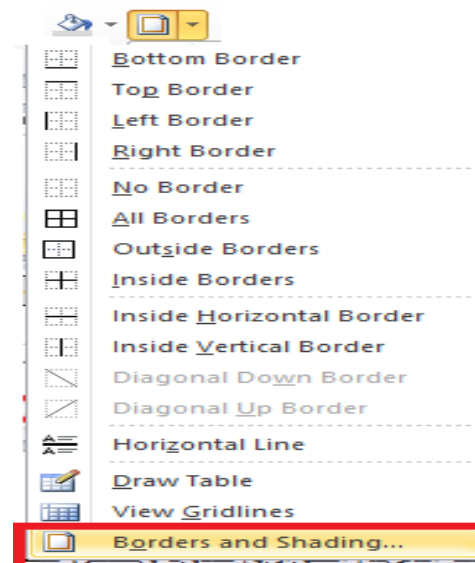 Bottom Border
Top Border
Left Border
Right Border
No Border
All Borders
Outside Borders
Inside Borders
Inside Horizontal Border
Inside Vertical Border
Diagonal Down Border
Diagonal Up Border
Horizontal Line
Draw Table
View Gridlines
Borders and Shading...